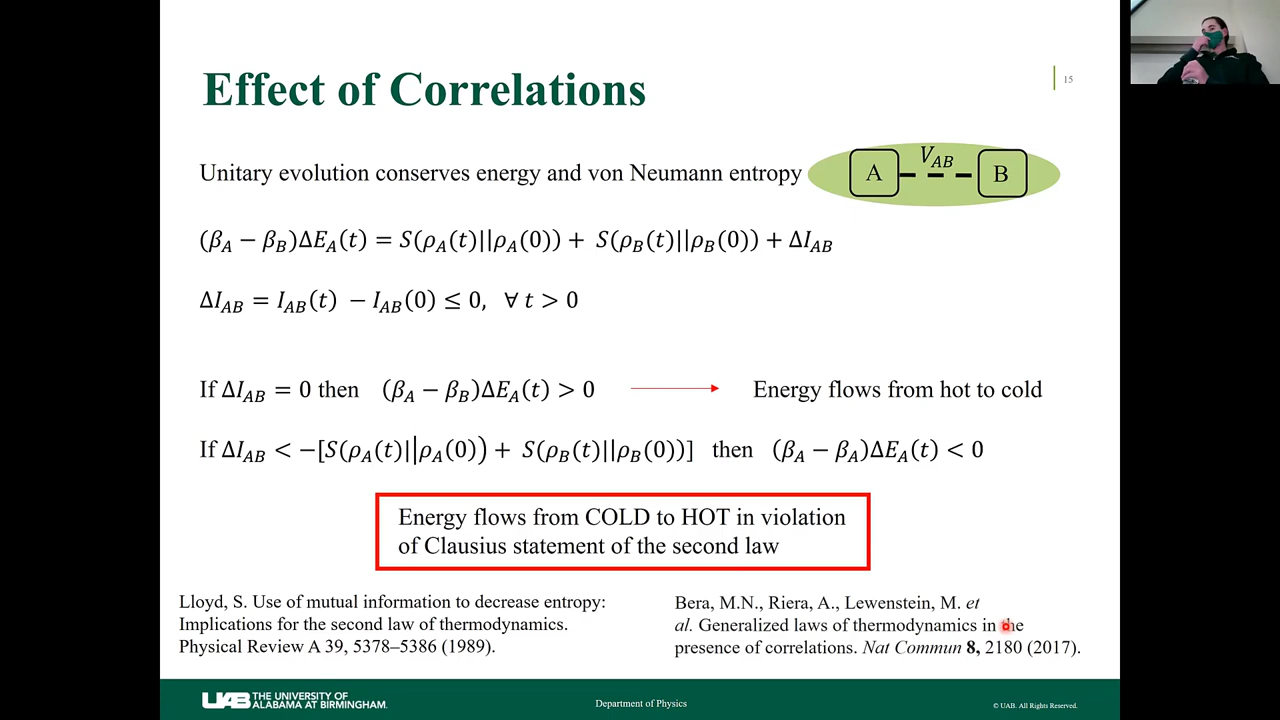 Effect of Correlations
15
Unitary evolution conserves energy and von Neumann entropy
A
V_AB
B
(β_A − β_B)ΔE_A(t) = S(ρ_A(t)||ρ_A(0)) + S(ρ_B(t)||ρ_B(0)) + ΔI_AB
ΔI_AB = I_AB(t) − I_AB(0) ≤ 0, ∀ t > 0
If ΔI_AB = 0 then (β_A − β_B)ΔE_A(t) > 0
Energy flows from hot to cold
If ΔI_AB < −[S(ρ_A(t)||ρ_A(0)) + S(ρ_B(t)||ρ_B(0))] then (β_A − β_A)ΔE_A(t) < 0
Energy flows from COLD to HOT in violation
of Clausius statement of the second law
Lloyd, S. Use of mutual information to decrease entropy:
Implications for the second law of thermodynamics.
Physical Review A 39, 5378–5386 (1989).
Bera, M.N., Riera, A., Lewenstein, M. et
al. Generalized laws of thermodynamics in the
presence of correlations. Nat Commun 8, 2180 (2017).
UAB THE UNIVERSITY OF
ALABAMA AT BIRMINGHAM.
Department of Physics
© UAB. All Rights Reserved.